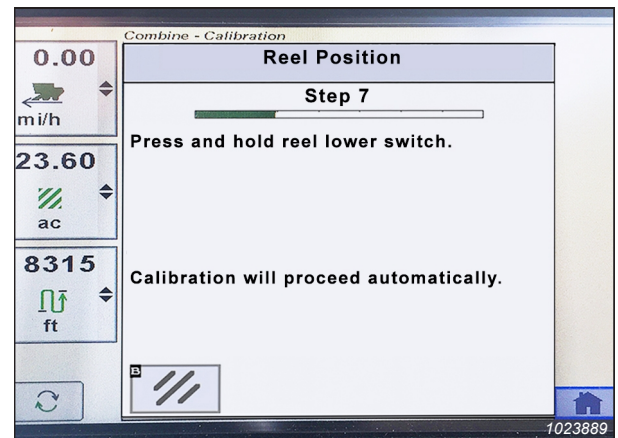 Combine - Calibration
Reel Position
Step 7
Press and hold reel lower switch.
Calibration will proceed automatically.
0.00
mi/h
23.60
ac
8315
ft
B
1023889